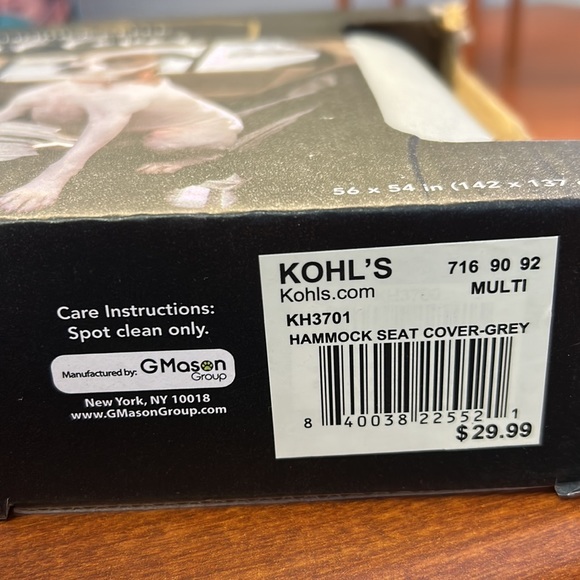 56 x 54 in (142 x 137
KOHL'S 716 90 92
Kohls.com MULTI
KH3701
HAMMOCK SEAT COVER-GREY
8 40038 22552 1
$29.99
Care Instructions:
Spot clean only.
Manufactured by: GMason Group
New York, NY 10018
www.GMasonGroup.com